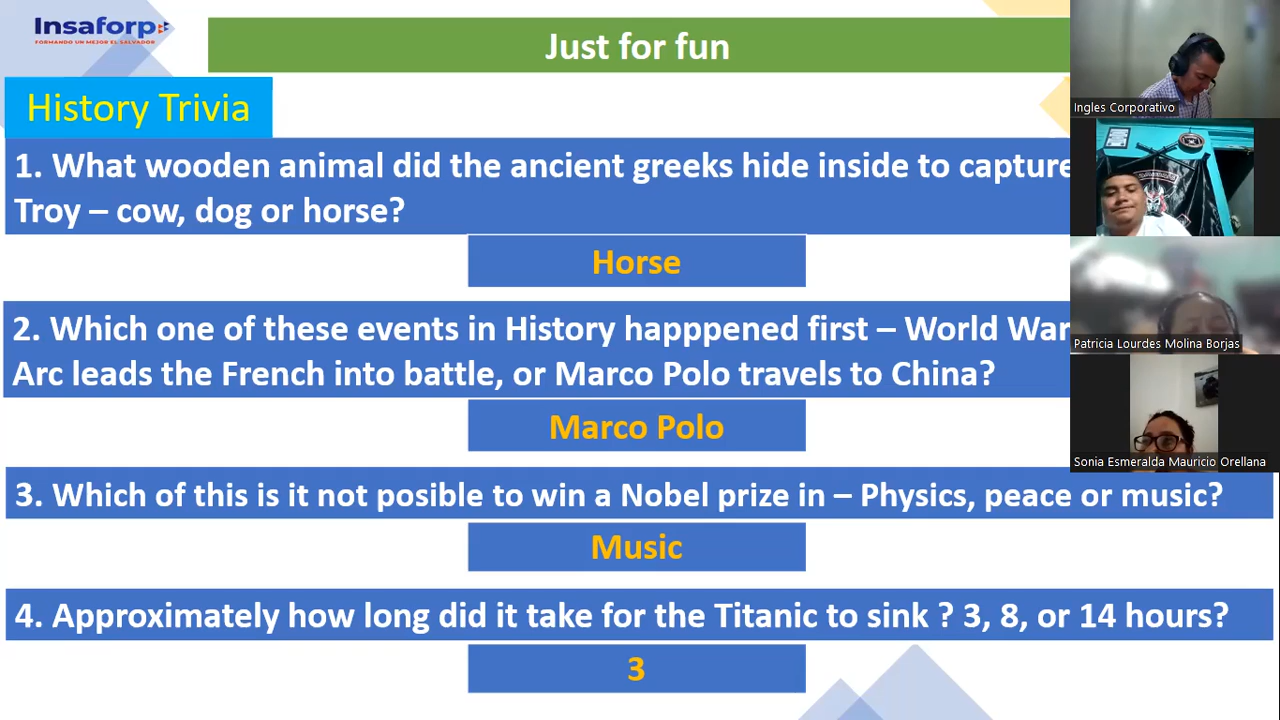 Insaforp
FORMANDO UN MEJOR EL SALVADOR
Just for fun
History Trivia
1. What wooden animal did the ancient greeks hide inside to capture
Troy – cow, dog or horse?
Horse
2. Which one of these events in History happpened first – World War
Arc leads the French into battle, or Marco Polo travels to China?
Marco Polo
3. Which of this is it not posible to win a Nobel prize in – Physics, peace or music?
Music
4. Approximately how long did it take for the Titanic to sink ? 3, 8, or 14 hours?
3
Ingles Corporativo
Patricia Lourdes Molina Borjas
Sonia Esmeralda Mauricio Orellana